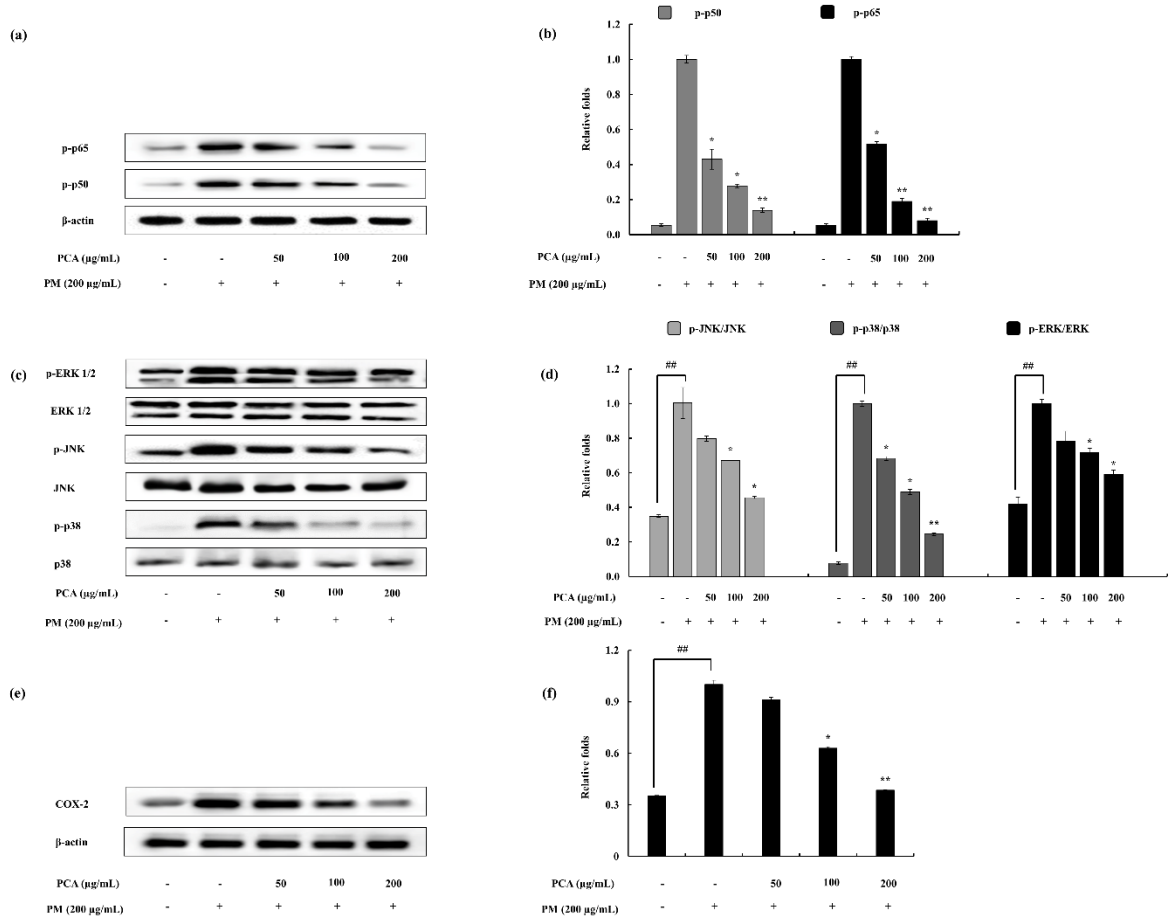 (a)
p-p65
p-p50
β-actin
PCA (µg/mL) - - 50 100 200
PM (200 µg/mL) - + + + +
(b)
p-p50 p-p65
Relative folds
1.2
1.0
0.8
0.6
0.4
0.2
0.0
* * ** * ** **
PCA (µg/mL) - - 50 100 200 - - 50 100 200
PM (200 µg/mL) - + + + + - + + + +
(c)
p-ERK 1/2
ERK 1/2
p-JNK
JNK
p-p38
p38
PCA (µg/mL) - - 50 100 200
PM (200 µg/mL) - + + + +
(d)
p-JNK/JNK p-p38/p38 p-ERK/ERK
Relative folds
1.2
1.0
0.8
0.6
0.4
0.2
0.0
## ## ##
* * * * ** * *
PCA (µg/mL) - - 50 100 200 - - 50 100 200 - - 50 100 200
PM (200 µg/mL) - + + + + - + + + + - + + + +
(e)
COX-2
β-actin
PCA (µg/mL) - - 50 100 200
PM (200 µg/mL) - + + + +
(f)
Relative folds
1.2
0.9
0.6
0.3
0.0
##
* **
PCA (µg/mL) - - 50 100 200
PM (200 µg/mL) - + + + +